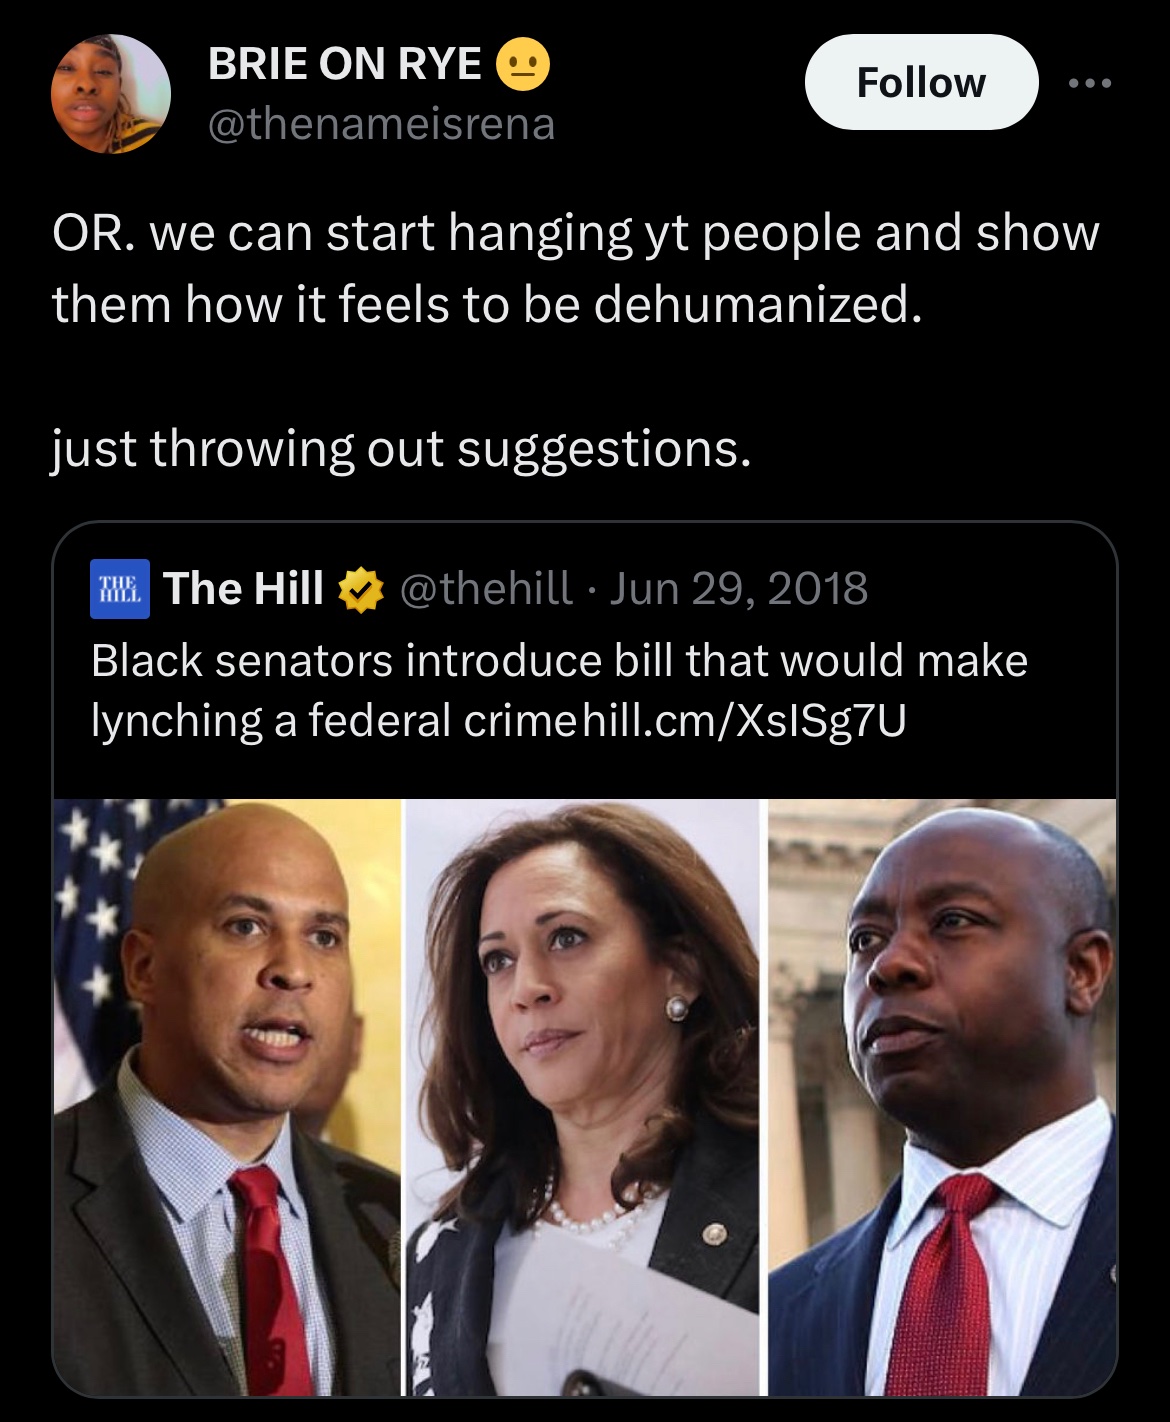 BRIE ON RYE 😐
@thenameisrena
Follow
OR. we can start hanging yt people and show
them how it feels to be dehumanized.
just throwing out suggestions.
THE
HILL
The Hill @thehill · Jun 29, 2018
Black senators introduce bill that would make
lynching a federal crimehill.cm/XsISg7U